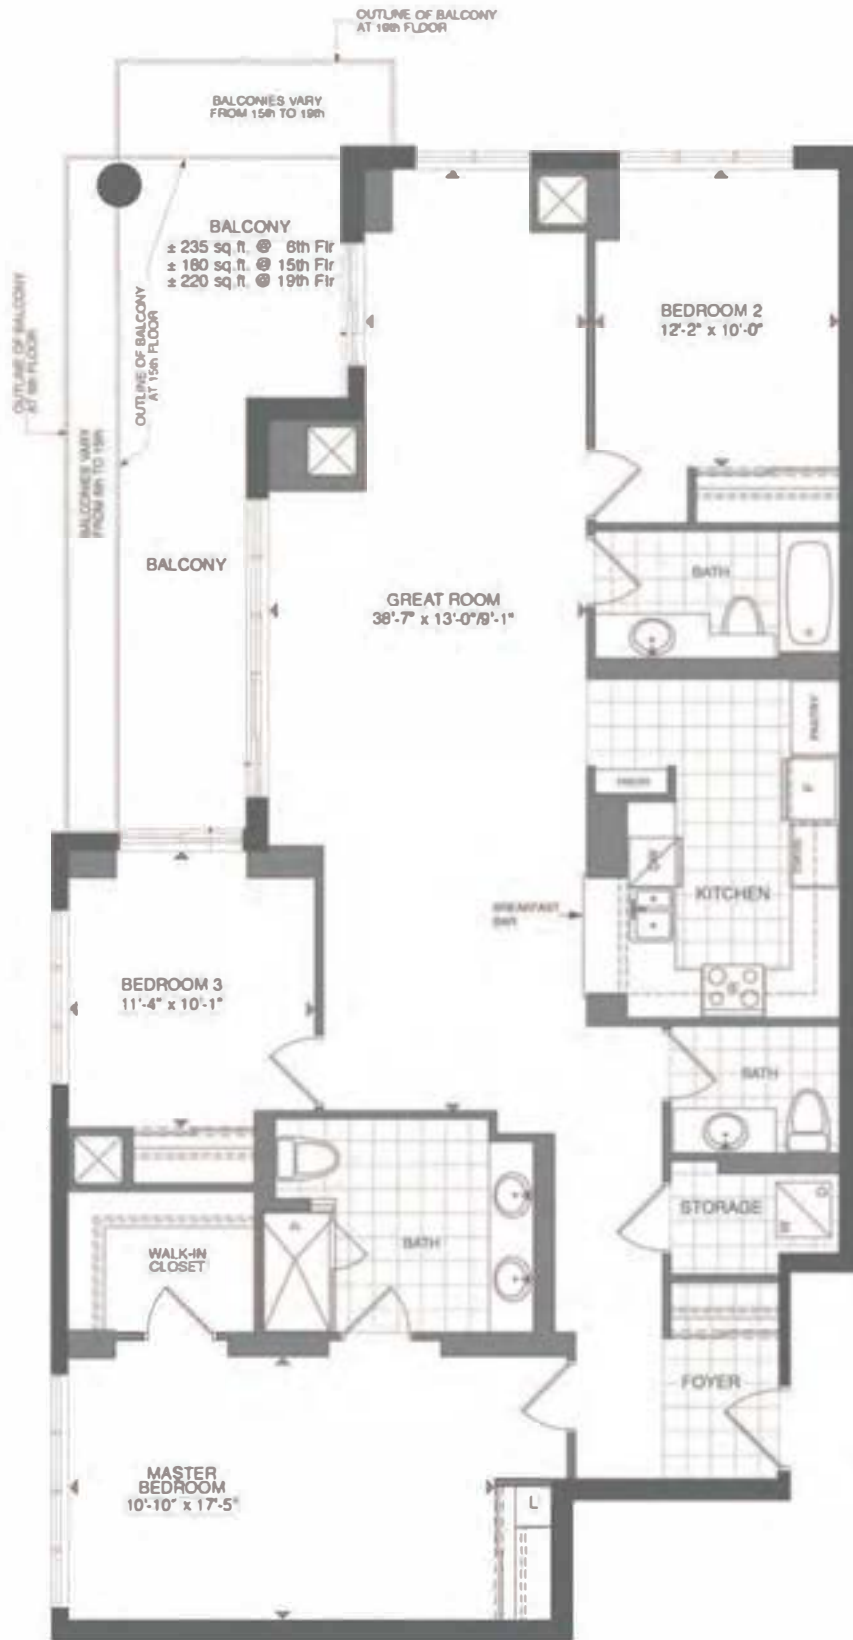 OUTLINE OF BALCONY
AT 19th FLOOR
BALCONIES VARY
FROM 15th TO 19th
BALCONY
± 235 sq.ft. @ 6th Flr
± 180 sq.ft. @ 15th Flr
± 220 sq.ft. @ 19th Flr
OUTLINE OF BALCONY
AT 6th FLOOR
OUTLINE OF BALCONY
AT 15th FLOOR
BALCONIES VARY
FROM 6th TO 15th
BEDROOM 2
12'-2" x 10'-0"
BALCONY
BATH
GREAT ROOM
38'-7" x 13'-0"/9'-1"
PANTRY
F
DW
KITCHEN
BREAKFAST
BAR
BEDROOM 3
11'-4" x 10'-1"
BATH
STORAGE
WALK-IN
CLOSET
BATH
FOYER
MASTER
BEDROOM
10'-10" x 17'-5"
L